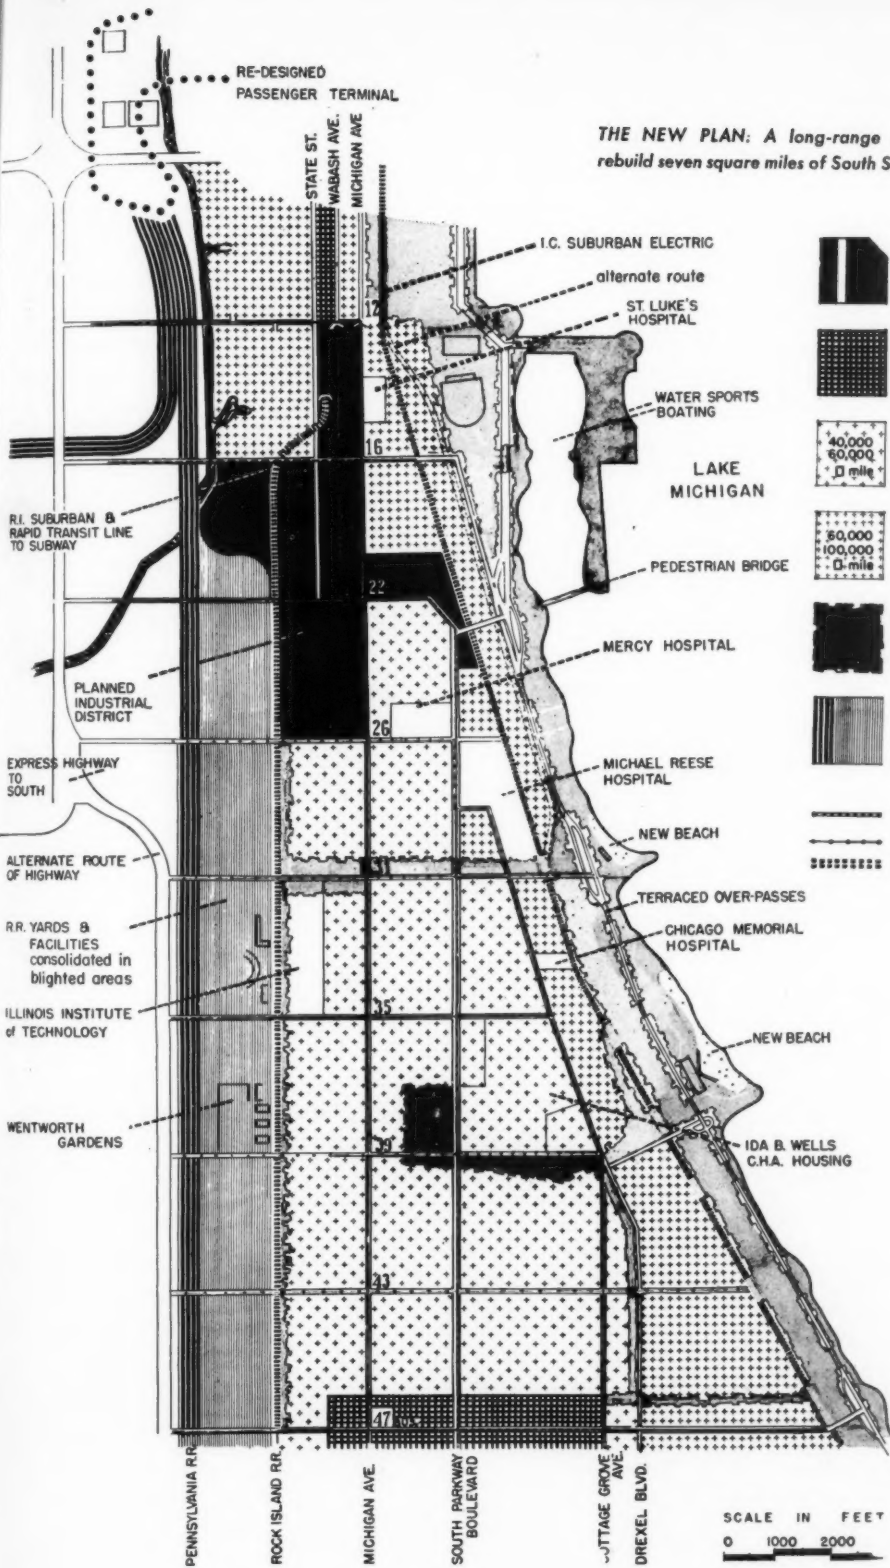 RE-DESIGNED
PASSENGER TERMINAL
THE NEW PLAN: A long-range
rebuild seven square miles of South S
STATE ST.
WABASH AVE.
MICHIGAN AVE
I.C. SUBURBAN ELECTRIC
alternate route
12
ST. LUKE'S
HOSPITAL
WATER SPORTS
BOATING
16
40,000
60,000
□ mile
LAKE
MICHIGAN
R.I. SUBURBAN &
RAPID TRANSIT LINE
TO SUBWAY
60,000
100,000
□ mile
PEDESTRIAN BRIDGE
22
MERCY HOSPITAL
PLANNED
INDUSTRIAL
DISTRICT
26
EXPRESS HIGHWAY
TO
SOUTH
MICHAEL REESE
HOSPITAL
NEW BEACH
ALTERNATE ROUTE
OF HIGHWAY
31
TERRACED OVER-PASSES
R.R. YARDS &
FACILITIES
consolidated in
blighted areas
CHICAGO MEMORIAL
HOSPITAL
ILLINOIS INSTITUTE
of TECHNOLOGY
35
NEW BEACH
WENTWORTH
GARDENS
39
IDA B. WELLS
C.H.A. HOUSING
43
47
PENNSYLVANIA R.R.
ROCK ISLAND R.R.
MICHIGAN AVE.
SOUTH PARKWAY
BOULEVARD
COTTAGE GROVE
AVE.
DREXEL BLVD.
SCALE IN FEET
0 1000 2000